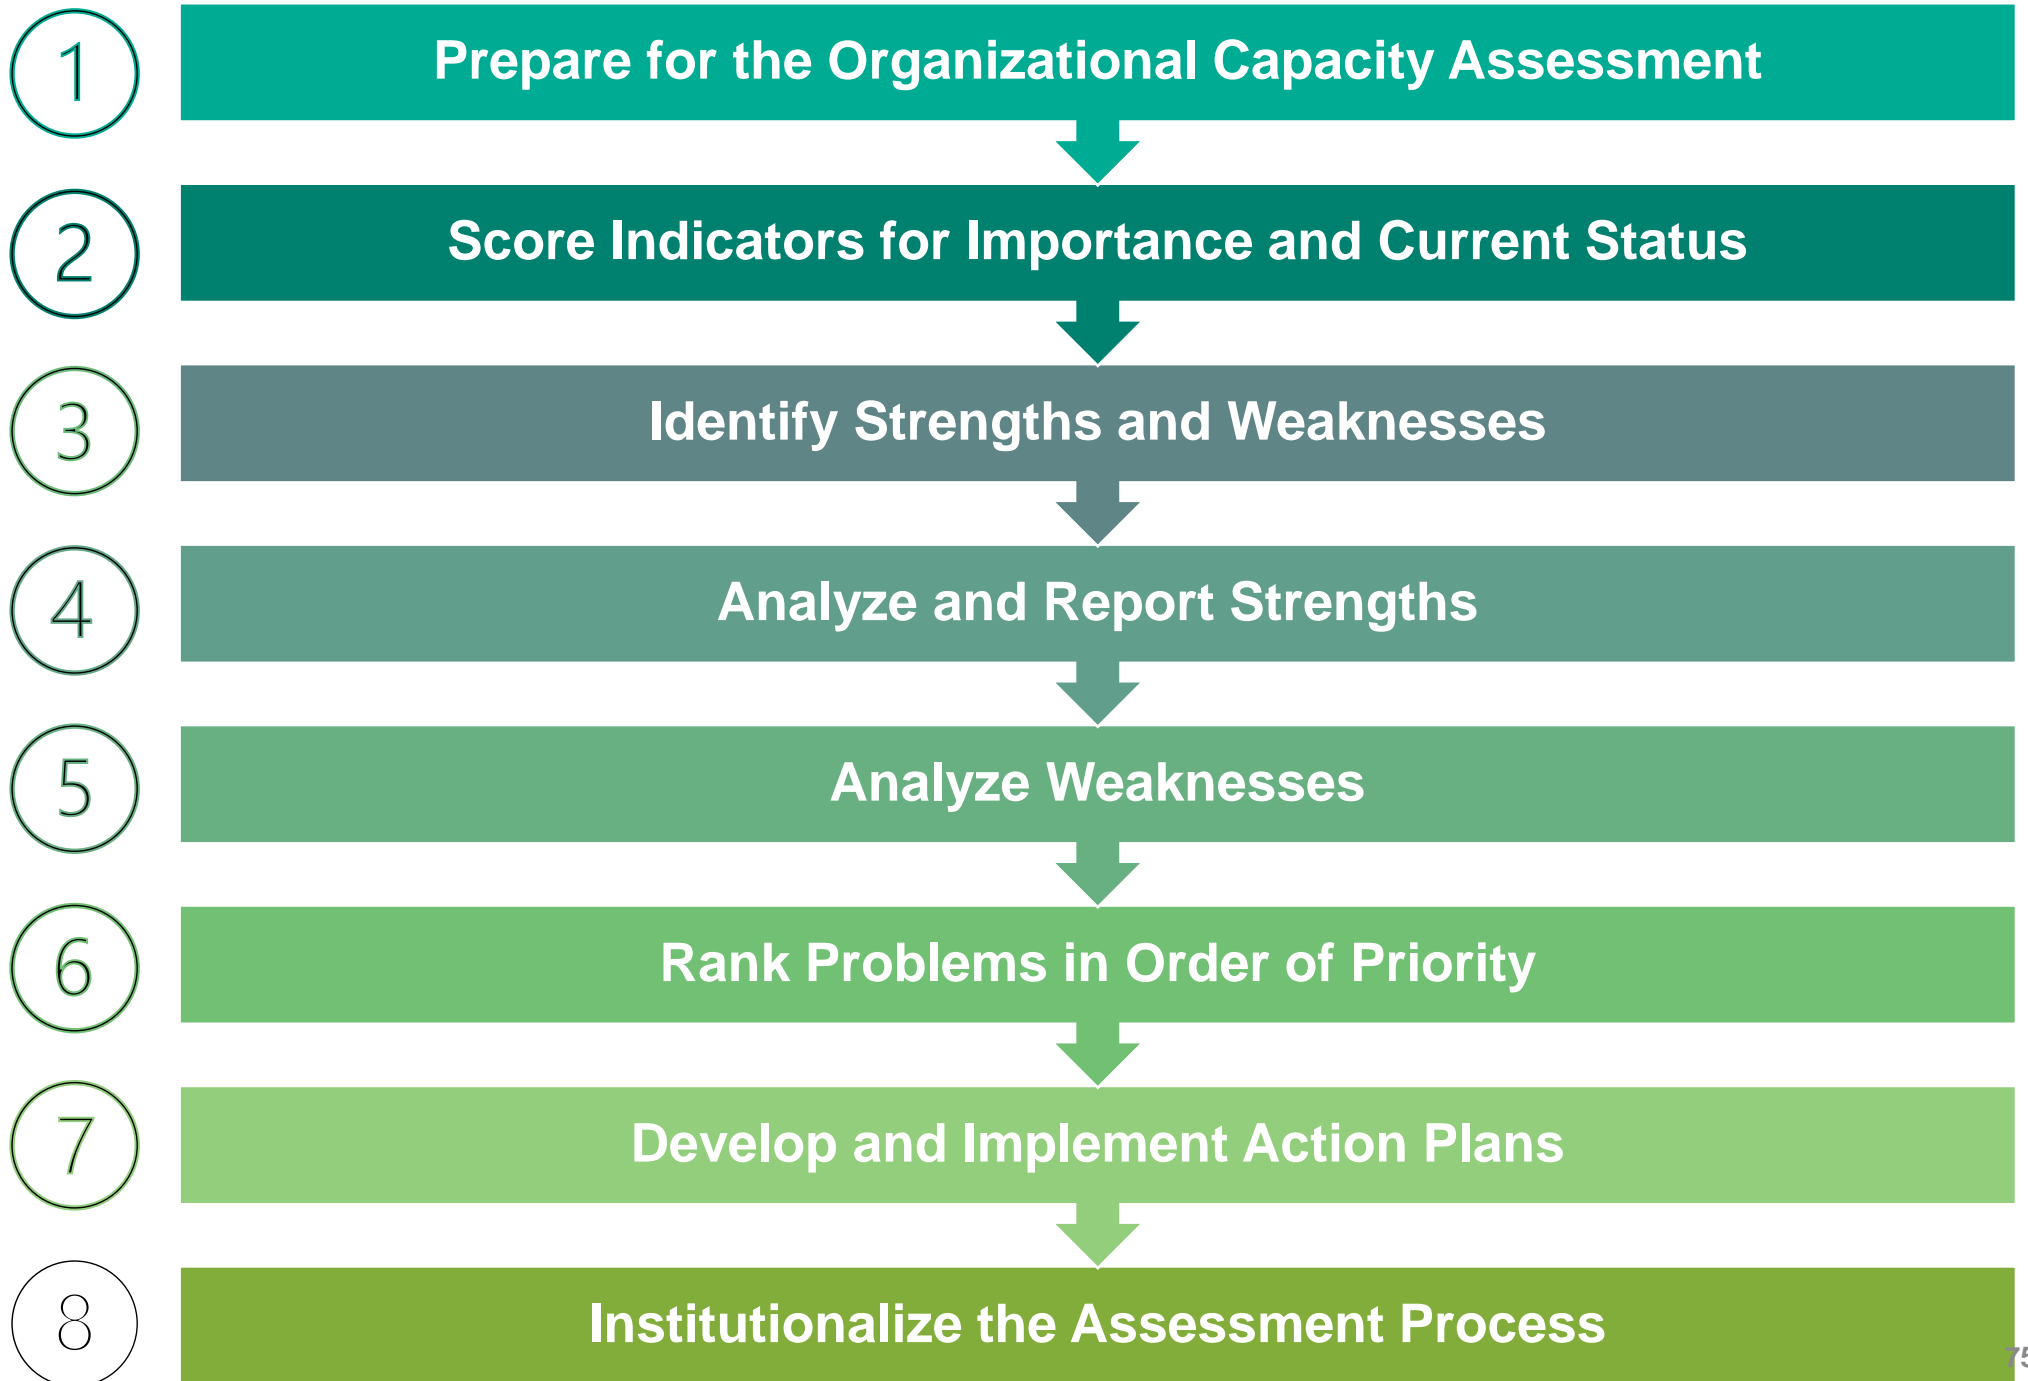 1
Prepare for the Organizational Capacity Assessment
2
Score Indicators for Importance and Current Status
3
Identify Strengths and Weaknesses
4
Analyze and Report Strengths
5
Analyze Weaknesses
6
Rank Problems in Order of Priority
7
Develop and Implement Action Plans
8
Institutionalize the Assessment Process
75